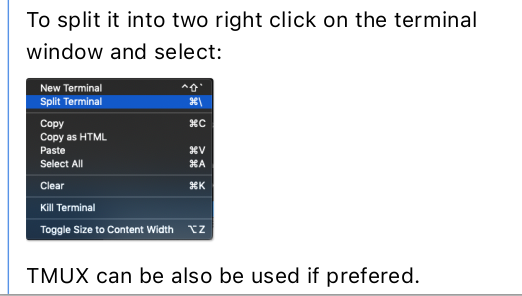 To split it into two right click on the terminal
window and select:
New Terminal ^⇧`
Split Terminal ⌘\
Copy ⌘C
Copy as HTML
Paste ⌘V
Select All ⌘A
Clear ⌘K
Kill Terminal
Toggle Size to Content Width ⌥Z
TMUX can be also be used if prefered.